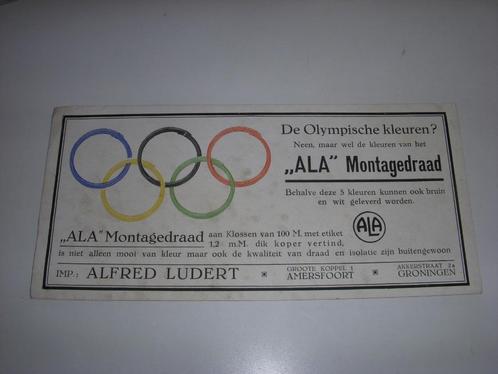 De Olympische kleuren?
Neen, maar wel de kleuren van het
„ALA” Montagedraad
Behalve deze 5 kleuren kunnen ook bruin
en wit geleverd worden.
ALA
„ALA” Montagedraad aan Klossen van 100 M. met etiket
1,2 m.M. dik koper vertind,
is niet alleen mooi van kleur maar ook de kwaliteit van draad en isolatie zijn buitengewoon
IMP.: ALFRED LUDERT * GROOTE KOPPEL 1 AMERSFOORT * AKKERSTRAAT 2a GRONINGEN